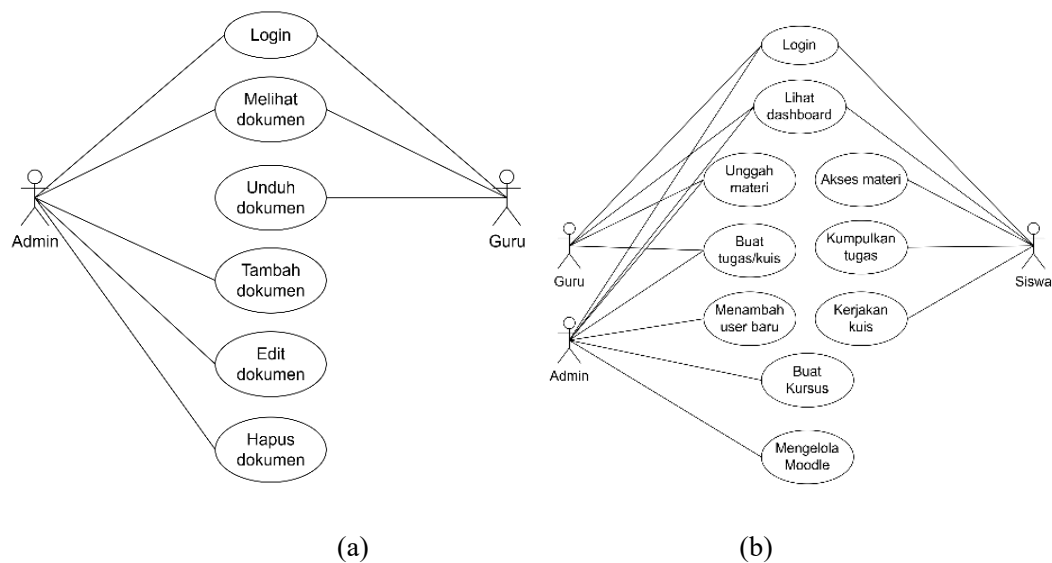 Login
Melihat
dokumen
Unduh
dokumen
Admin
Guru
Tambah
dokumen
Edit
dokumen
Hapus
dokumen
(a)
Login
Lihat
dashboard
Unggah
materi
Akses materi
Guru
Buat
tugas/kuis
Kumpulkan
tugas
Siswa
Menambah
user baru
Kerjakan
kuis
Admin
Buat
Kursus
Mengelola
Moodle
(b)